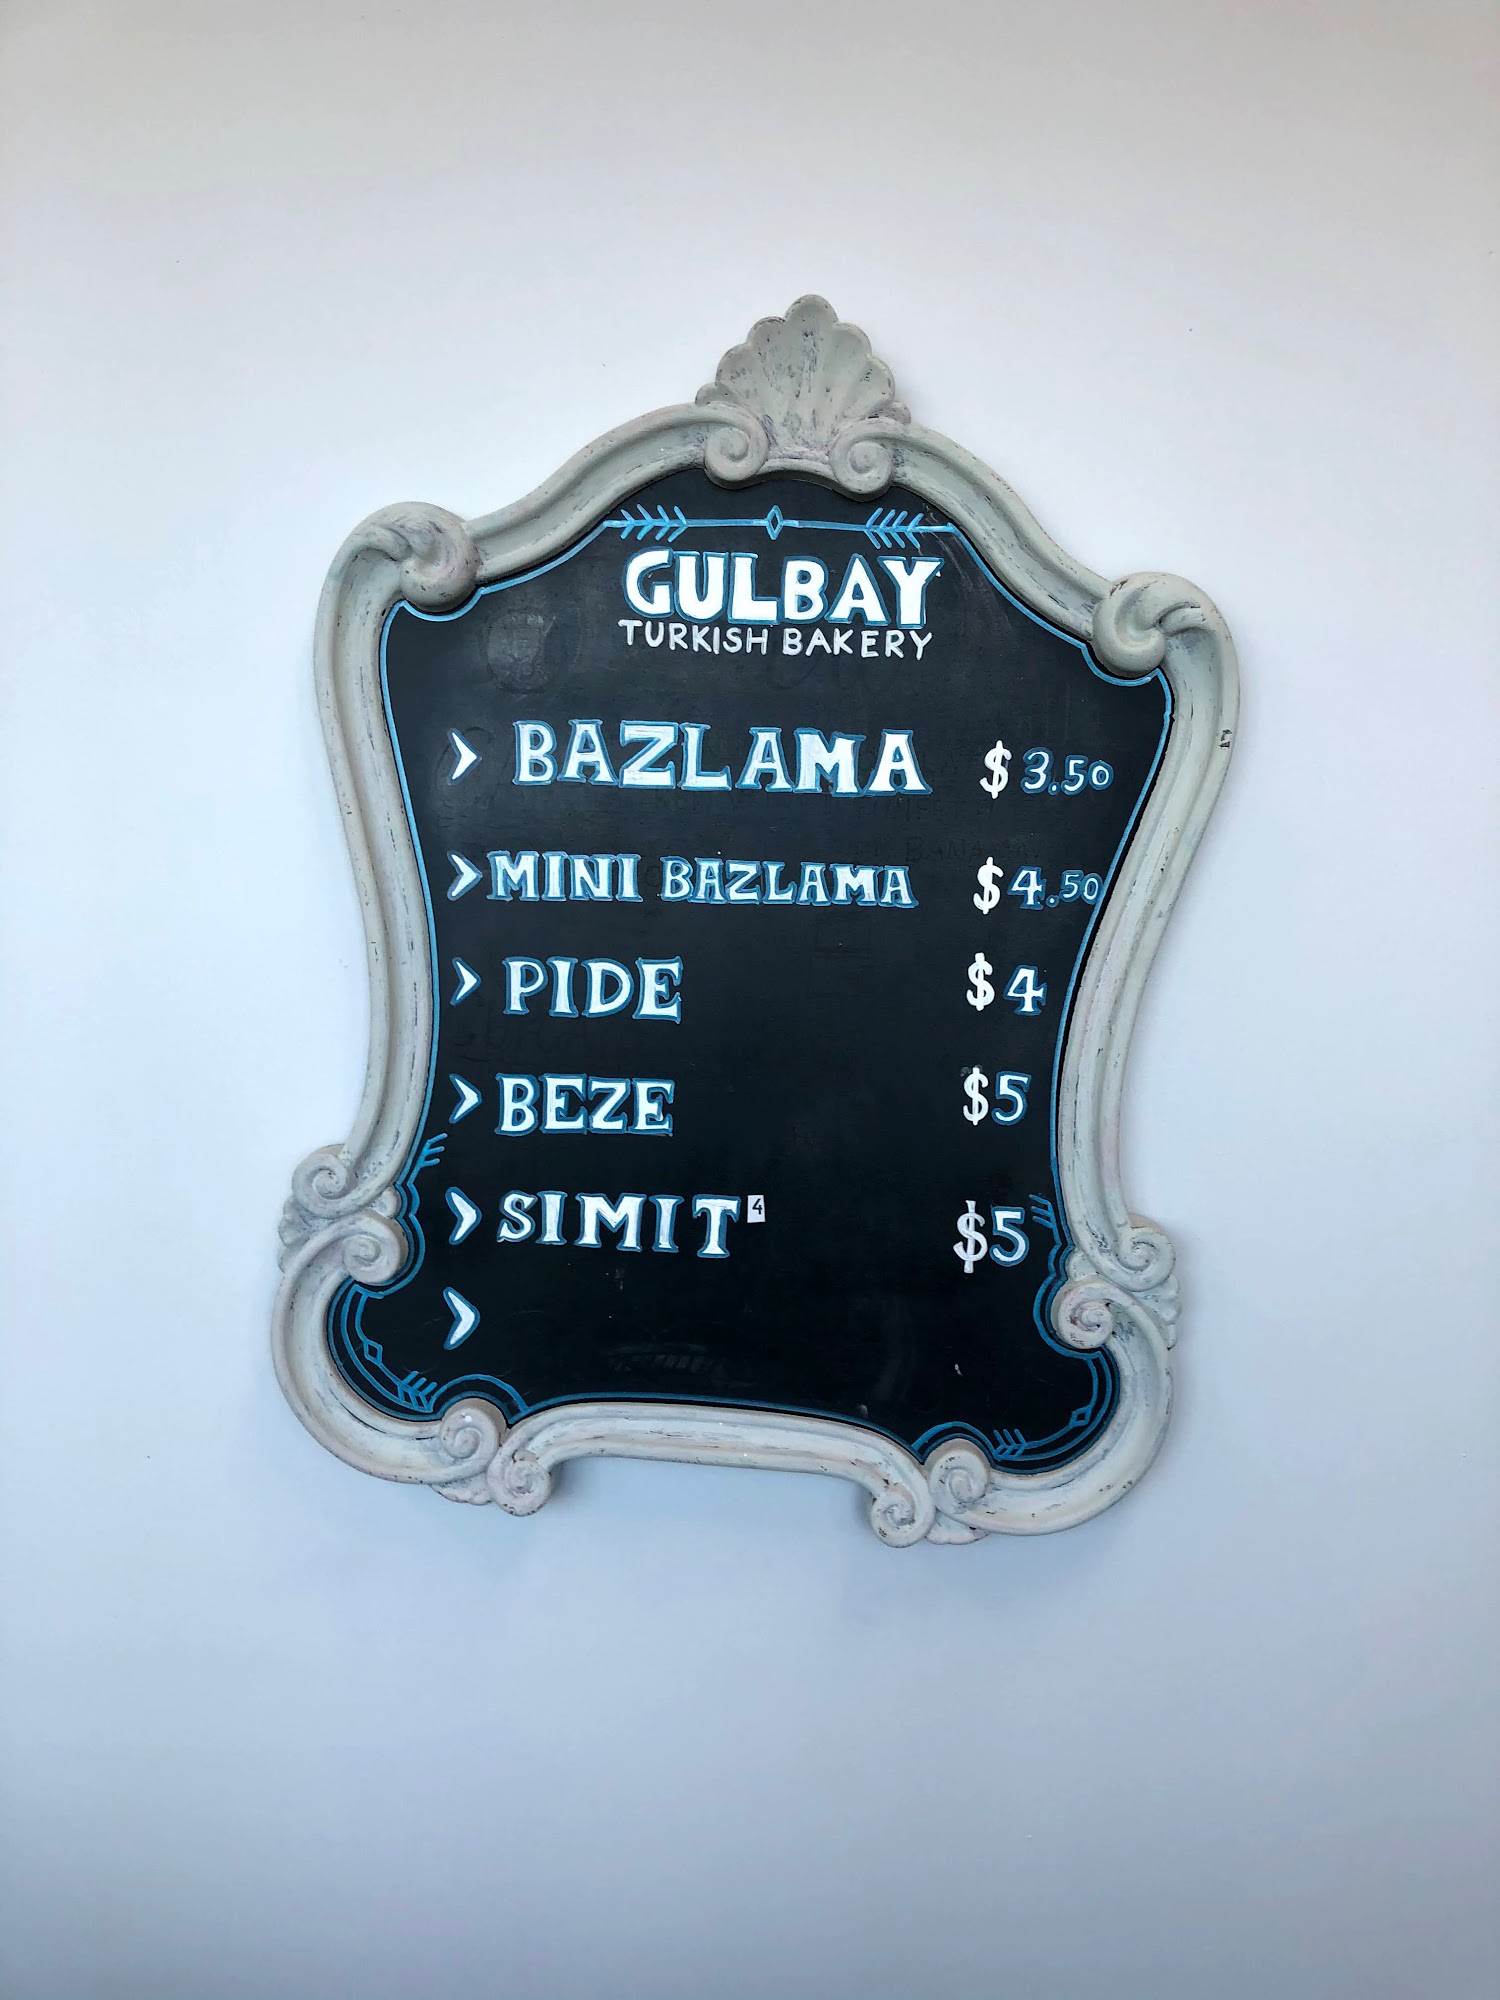 GULBAY
TURKISH BAKERY
> BAZLAMA $3.50
> MINI BAZLAMA $4.50
> PIDE $4
> BEZE $5
> SIMIT 4 $5
>